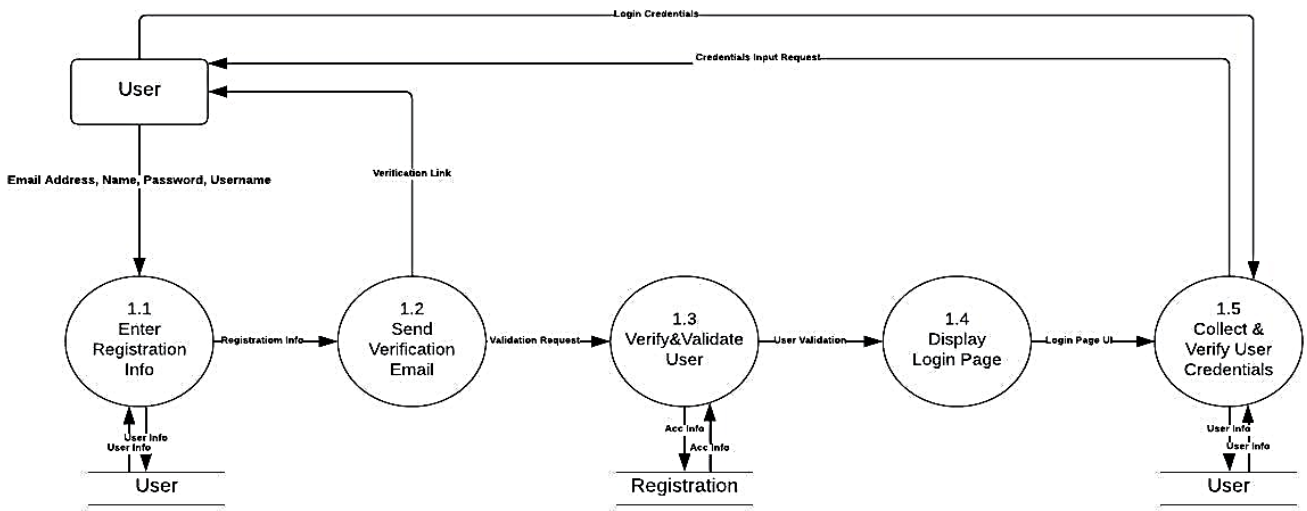 Login Credentials
Credentials Input Request
User
Verification Link
Email Address, Name, Password, Username
1.1
Enter
Registration
Info
Registratiom Info
1.2
Send
Verification
Email
Validation Request
1.3
Verify&Validate
User
User Validation
1.4
Display
Login Page
Login Page UI
1.5
Collect &
Verify User
Credentials
User Info
User Info
Acc Info
Acc Info
User Info
User Info
User
Registration
User